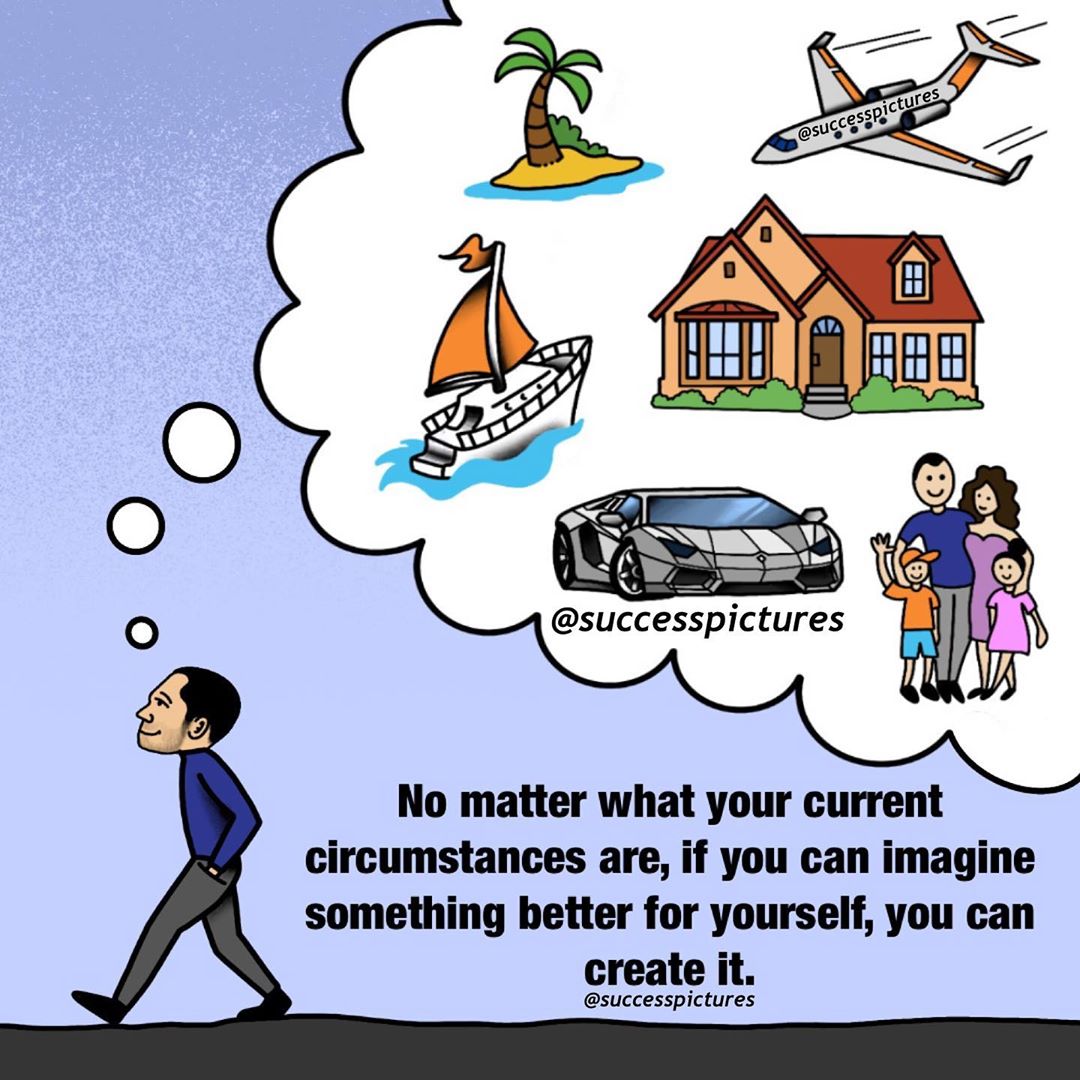 @successpictures
@successpictures
No matter what your current
circumstances are, if you can imagine
something better for yourself, you can
create it.
@successpictures